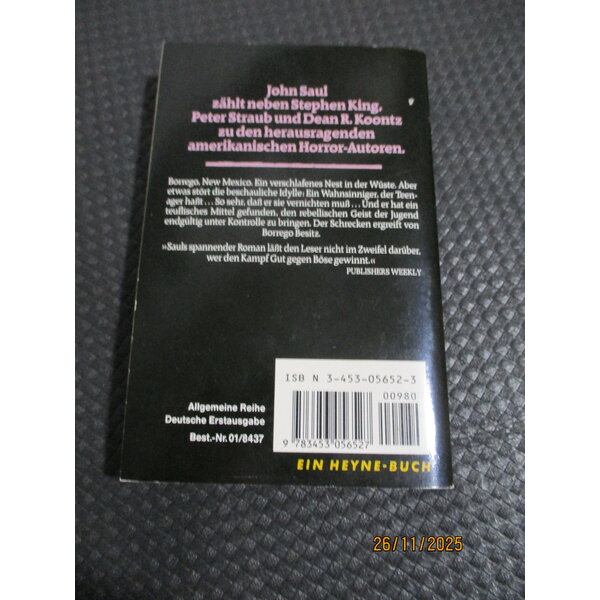 John Saul
zählt neben Stephen King,
Peter Straub und Dean R. Koontz
zu den herausragenden
amerikanischen Horror-Autoren.
Borrego, New Mexico. Ein verschlafenes Nest in der Wüste. Aber
etwas stört die beschauliche Idylle: Ein Wahnsinniger, der Teen-
ager haßt... So sehr, daß er sie vernichten muß... Und er hat ein
teuflisches Mittel gefunden, den rebellischen Geist der Jugend
endgültig unter Kontrolle zu bringen. Der Schrecken ergreift von
Borrego Besitz.
»Sauls spannender Roman läßt den Leser nicht im Zweifel darüber,
wer den Kampf Gut gegen Böse gewinnt.«
PUBLISHERS WEEKLY
ISB N 3-453-05652-3
00980
9 783453 056527
Allgemeine Reihe
Deutsche Erstausgabe
Best.-Nr. 01/8437
EIN HEYNE-BUCH
26/11/2025